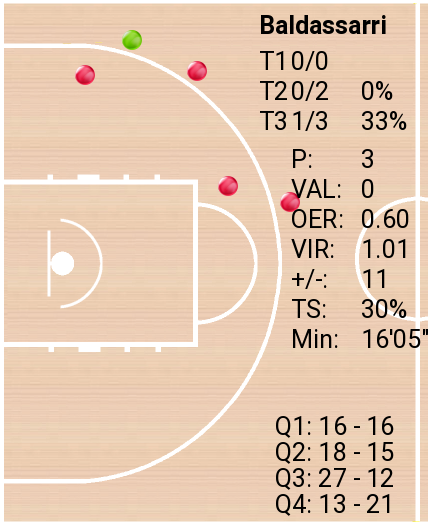 Baldassarri
T1 0/0
T2 0/2 0%
T3 1/3 33%
P: 3
VAL: 0
OER: 0.60
VIR: 1.01
+/-: 11
TS: 30%
Min: 16'05"
Q1: 16 - 16
Q2: 18 - 15
Q3: 27 - 12
Q4: 13 - 21